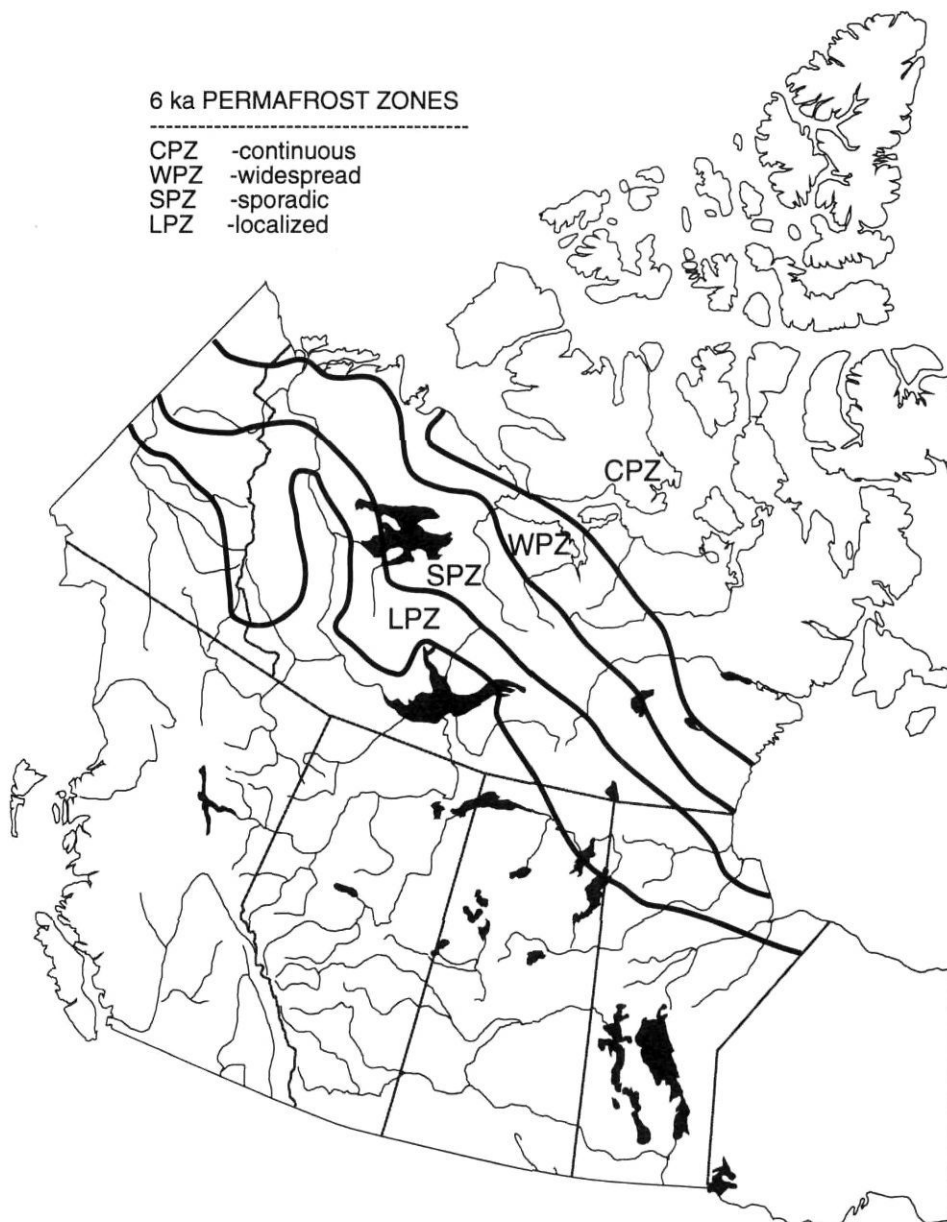 6 ka PERMAFROST ZONES
----------------------------------------
CPZ -continuous
WPZ -widespread
SPZ -sporadic
LPZ -localized
CPZ
WPZ
SPZ
LPZ